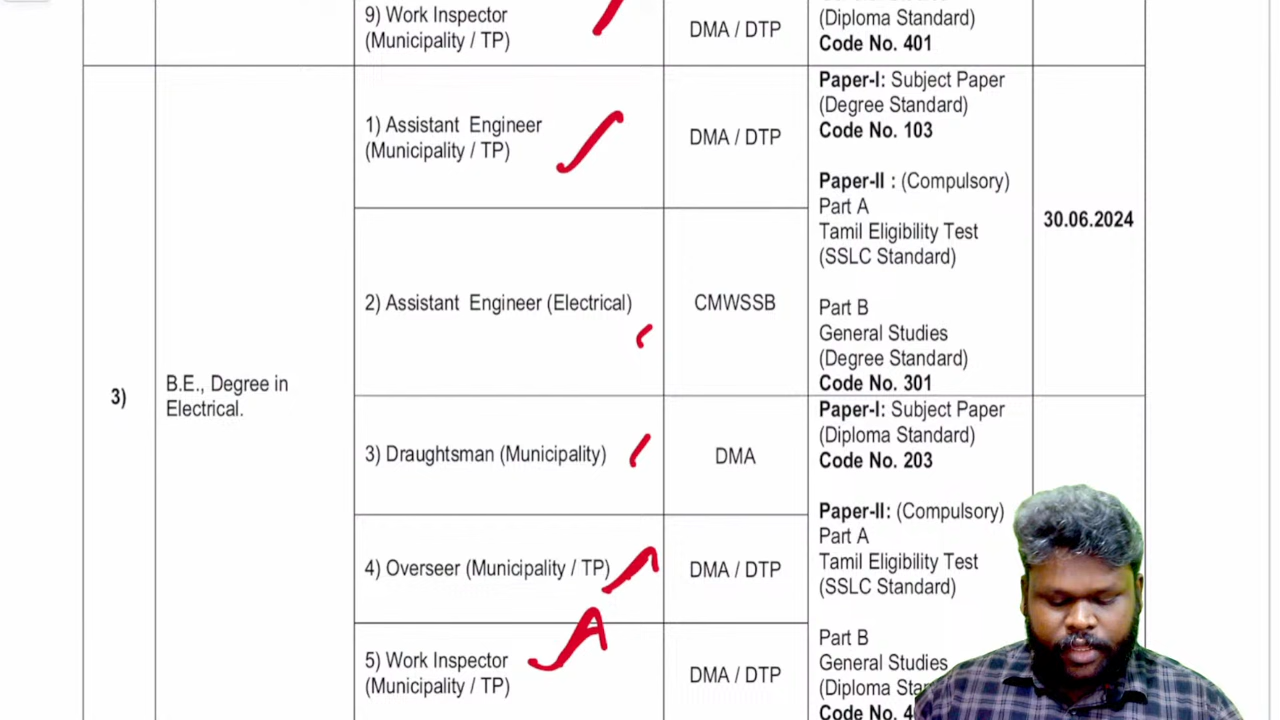 9) Work Inspector
(Municipality / TP)
DMA / DTP
(Diploma Standard)
Code No. 401
3)
B.E., Degree in
Electrical.
1) Assistant Engineer
(Municipality / TP)
DMA / DTP
Paper-I: Subject Paper
(Degree Standard)
Code No. 103
Paper-II : (Compulsory)
Part A
Tamil Eligibility Test
(SSLC Standard)
Part B
General Studies
(Degree Standard)
Code No. 301
30.06.2024
2) Assistant Engineer (Electrical)
CMWSSB
3) Draughtsman (Municipality)
DMA
Paper-I: Subject Paper
(Diploma Standard)
Code No. 203
Paper-II: (Compulsory)
Part A
Tamil Eligibility Test
(SSLC Standard)
Part B
General Studies
(Diploma
Code No.
4) Overseer (Municipality / TP)
DMA / DTP
5) Work Inspector
(Municipality / TP)
DMA / DTP